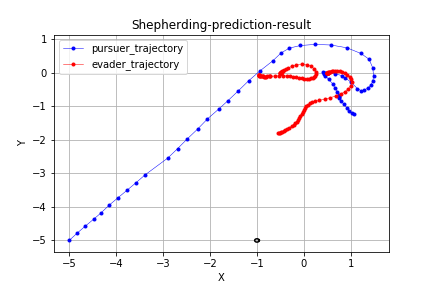 Shepherding-prediction-result
pursuer_trajectory
evader_trajectory
1
0
−1
−2
−3
−4
−5
Y
−5 −4 −3 −2 −1 0 1
X